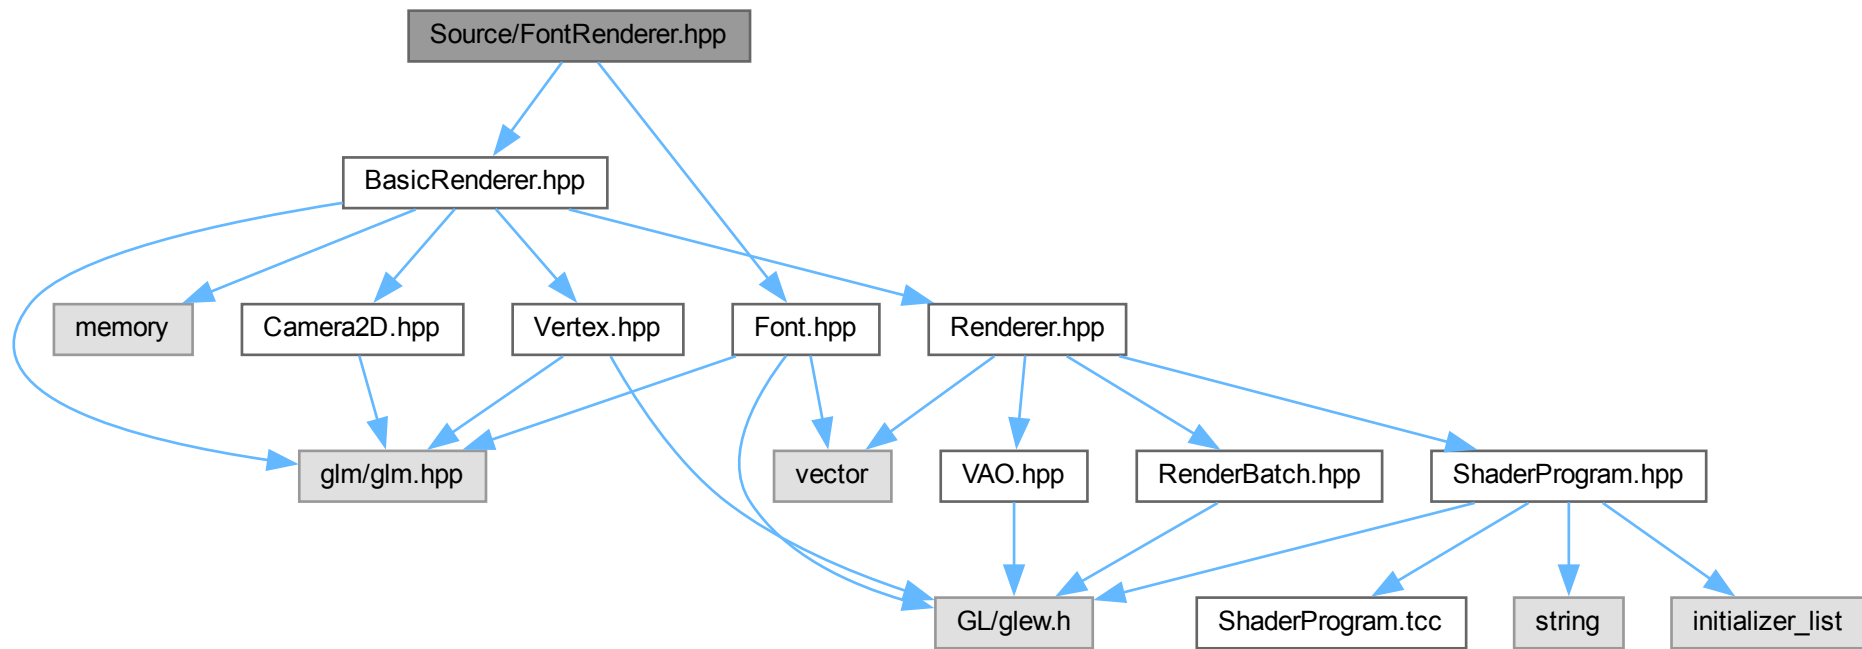 Source/FontRenderer.hpp
BasicRenderer.hpp
memory
Camera2D.hpp
Vertex.hpp
Font.hpp
Renderer.hpp
glm/glm.hpp
vector
VAO.hpp
RenderBatch.hpp
ShaderProgram.hpp
GL/glew.h
ShaderProgram.tcc
string
initializer_list